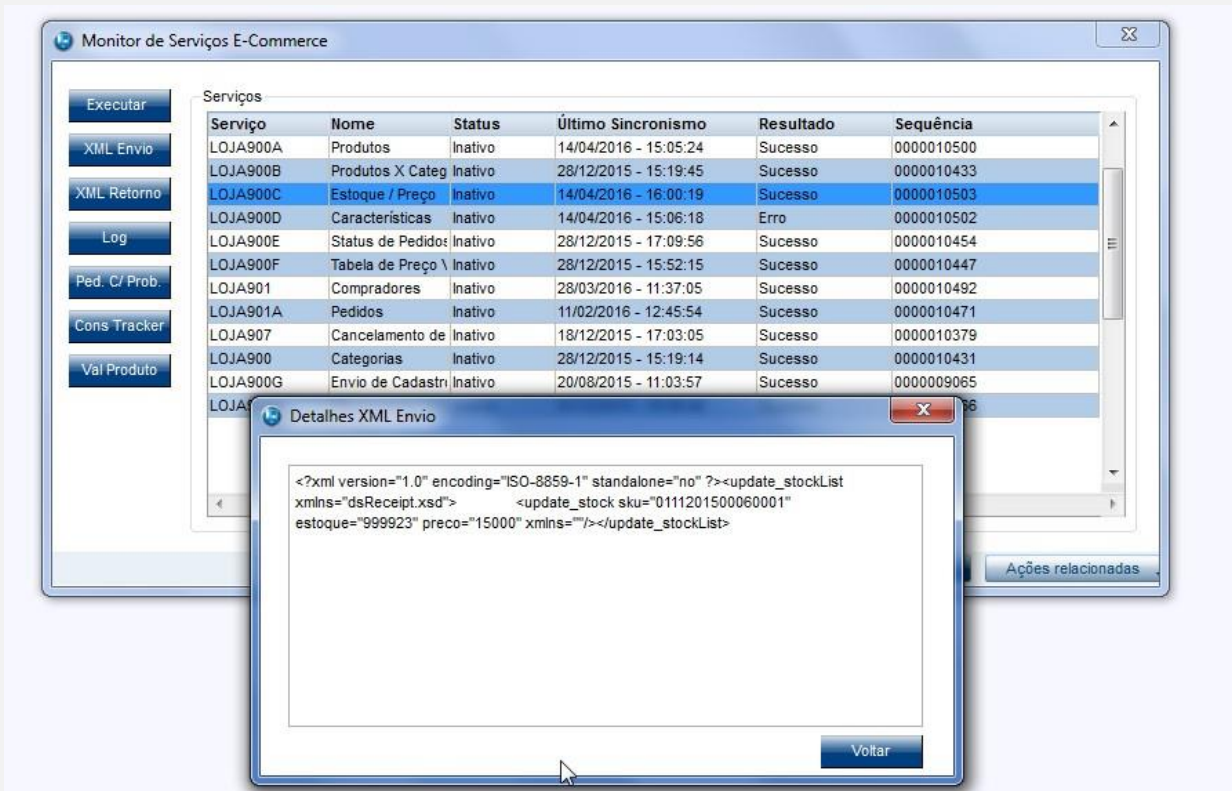 Monitor de Serviços E-Commerce
Executar
XML Envio
XML Retorno
Log
Ped. C/ Prob.
Cons Tracker
Val Produto
Serviços
Serviço Nome Status Último Sincronismo Resultado Sequência
LOJA900A Produtos Inativo 14/04/2016 - 15:05:24 Sucesso 0000010500
LOJA900B Produtos X Categ Inativo 28/12/2015 - 15:19:45 Sucesso 0000010433
LOJA900C Estoque / Preço Inativo 14/04/2016 - 16:00:19 Sucesso 0000010503
LOJA900D Características Inativo 14/04/2016 - 15:06:18 Erro 0000010502
LOJA900E Status de Pedidos Inativo 28/12/2015 - 17:09:56 Sucesso 0000010454
LOJA900F Tabela de Preço Inativo 28/12/2015 - 15:52:15 Sucesso 0000010447
LOJA901 Compradores Inativo 28/03/2016 - 11:37:05 Sucesso 0000010492
LOJA901A Pedidos Inativo 11/02/2016 - 12:45:54 Sucesso 0000010471
LOJA907 Cancelamento de Inativo 18/12/2015 - 17:03:05 Sucesso 0000010379
LOJA900 Categorias Inativo 28/12/2015 - 15:19:14 Sucesso 0000010431
LOJA900G Envio de Cadastr Inativo 20/08/2015 - 11:03:57 Sucesso 0000009065
Detalhes XML Envio
<?xml version="1.0" encoding="ISO-8859-1" standalone="no" ?><update_stockList
xmlns="dsReceipt.xsd"> <update_stock sku="0111201500060001"
estoque="999923" preco="15000" xmlns=""/></update_stockList>
Voltar
Ações relacionadas